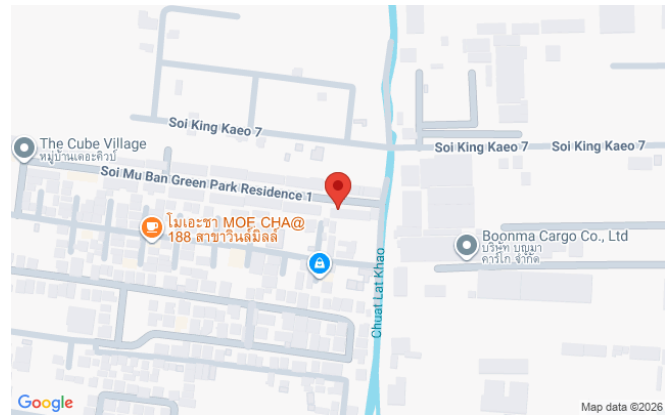 Soi King Kaeo 7
Soi King Kaeo 7
Soi King Kaeo 7
The Cube Village
หมู่บ้านเดอะคิวบ์
Soi Mu Ban Green Park Residence 1
โม่เอะชา MOE CHA@
188 สาขาวินด์มิลล์
Boonma Cargo Co., Ltd
บริษัท บุญมา
คาร์โก จำกัด
Chuat Lat Khao
Google
Map data ©2026